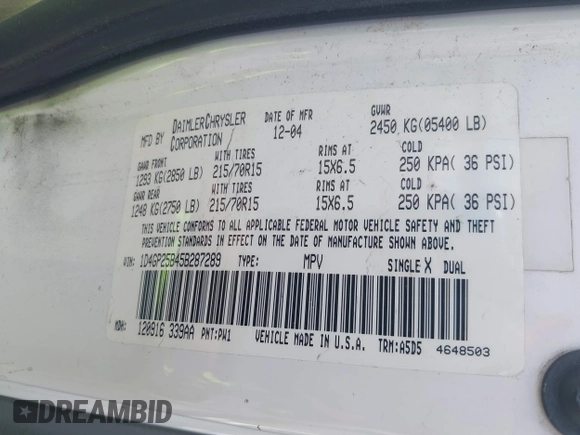 MFD BY DAIMLERCHRYSLER CORPORATION DATE OF MFR 12-04 GVWR 2450 KG(05400 LB)
GAWR FRONT WITH TIRES RIMS AT COLD
1293 KG(2850 LB) 215/70R15 15X6.5 250 KPA( 36 PSI)
GAWR REAR WITH TIRES RIMS AT COLD
1248 KG(2750 LB) 215/70R15 15X6.5 250 KPA( 36 PSI)
THIS VEHICLE CONFORMS TO ALL APPLICABLE FEDERAL MOTOR VEHICLE SAFETY AND THEFT
PREVENTION STANDARDS IN EFFECT ON THE DATE OF MANUFACTURE SHOWN ABOVE.
VIN: 1D4GP25B45B287289 TYPE: MPV SINGLE X DUAL
MDH: 120916 339AA PNT:PW1 VEHICLE MADE IN U.S.A. TRM:A5D5 4648503
DREAMBID